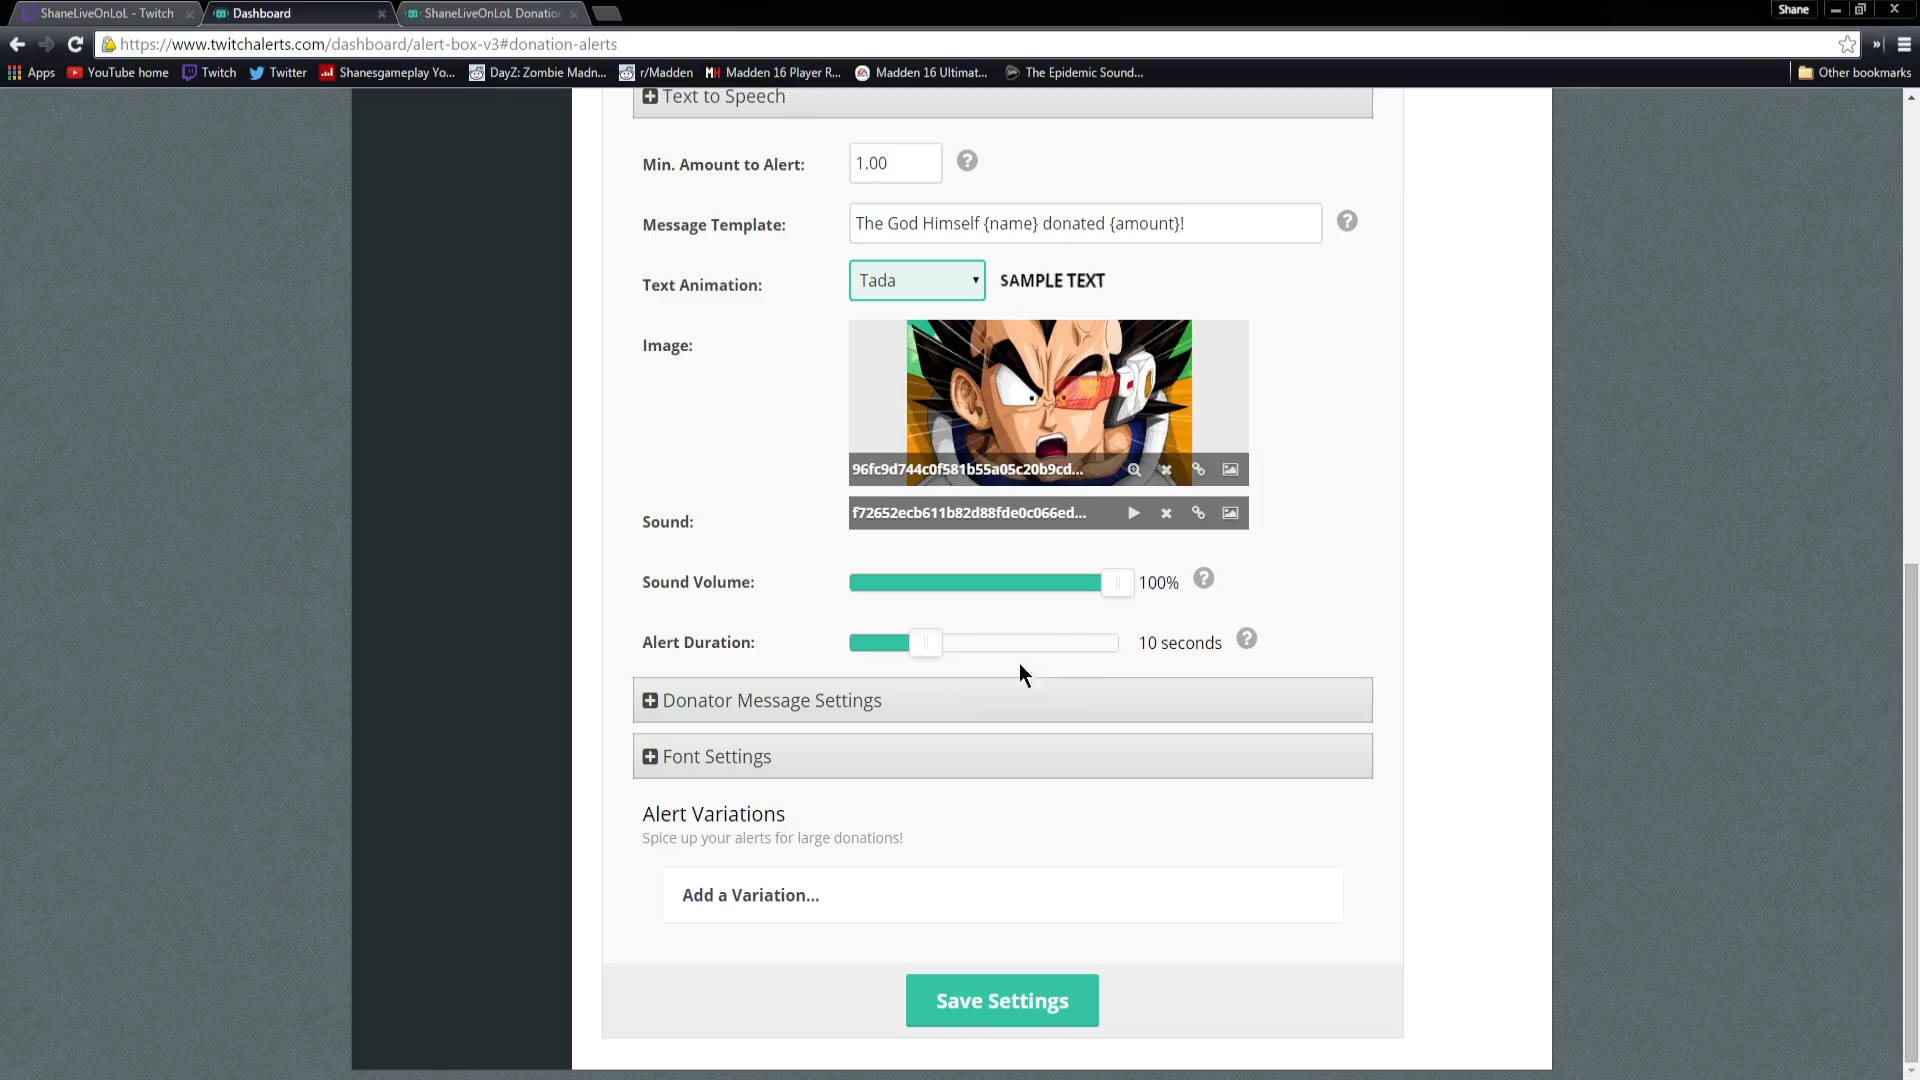 ShaneLiveOnLoL - Twitch
Dashboard
ShaneLiveOnLoL Donatio
Shane
https://www.twitchalerts.com/dashboard/alert-box-v3#donation-alerts
Apps
YouTube home
Twitch
Twitter
Shanesgameplay Yo...
DayZ: Zombie Madn...
r/Madden
Madden 16 Player R...
Madden 16 Ultimat...
The Epidemic Sound...
Other bookmarks
Text to Speech
Min. Amount to Alert:
1.00
Message Template:
The God Himself {name} donated {amount}!
Text Animation:
Tada
SAMPLE TEXT
Image:
96fc9d744c0f581b55a05c20b9cd...
Sound:
f72652ecb611b82d88fde0c066ed...
Sound Volume:
100%
Alert Duration:
10 seconds
Donator Message Settings
Font Settings
Alert Variations
Spice up your alerts for large donations!
Add a Variation...
Save Settings